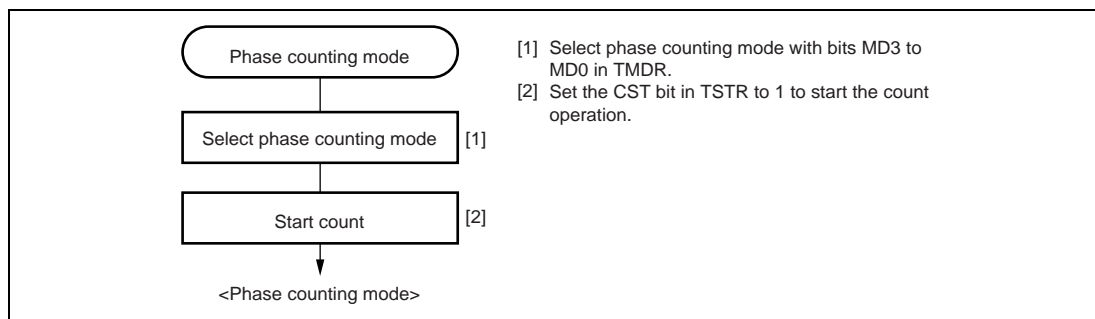 Phase counting mode
Select phase counting mode [1]
Start count [2]
<Phase counting mode>
[1] Select phase counting mode with bits MD3 to
MD0 in TMDR.
[2] Set the CST bit in TSTR to 1 to start the count
operation.